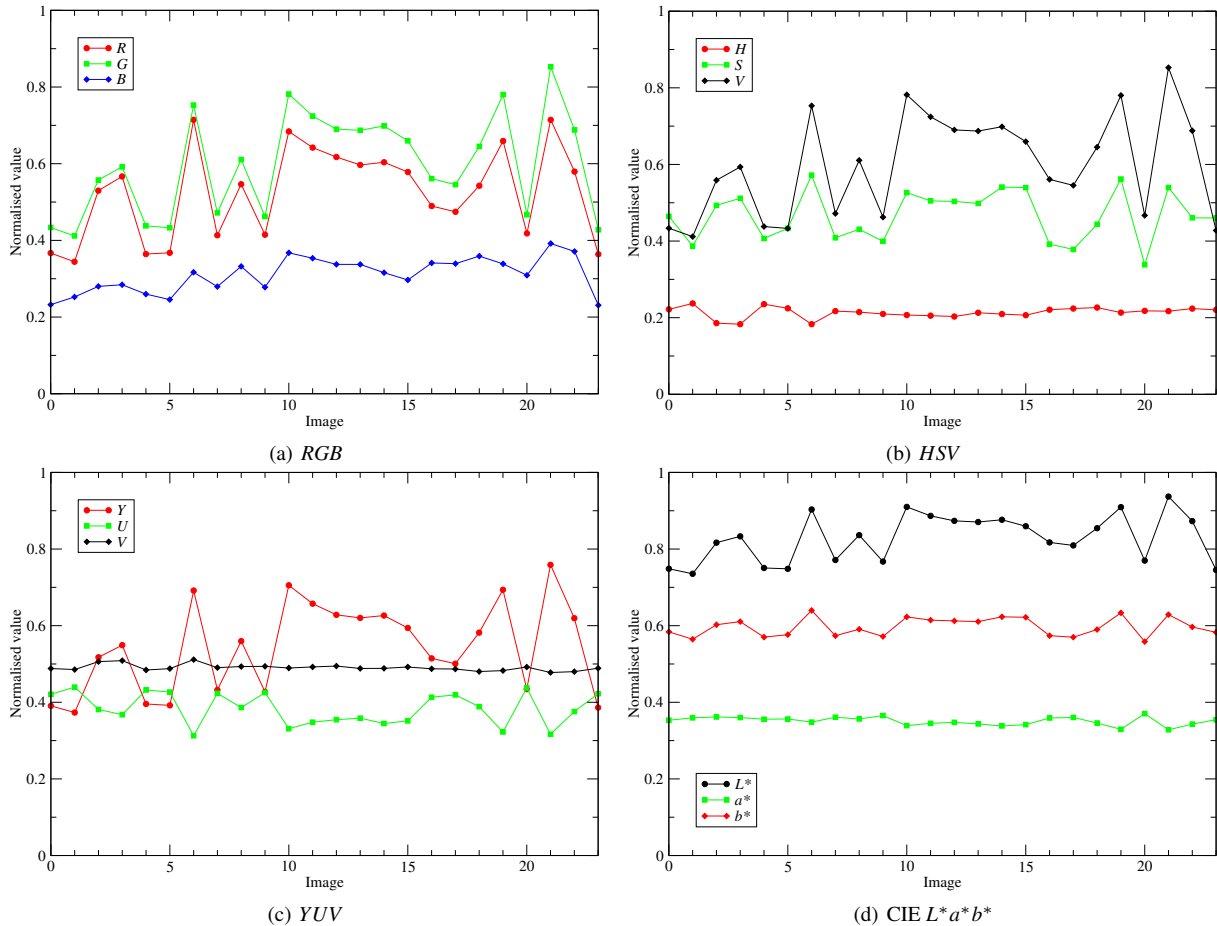 1
0.8
0.6
0.4
0.2
0
Normalised value
R
G
B
0 5 10 15 20
Image
(a) RGB
1
0.8
0.6
0.4
0.2
0
Normalised value
H
S
V
0 5 10 15 20
Image
(b) HSV
1
0.8
0.6
0.4
0.2
0
Normalised value
Y
U
V
0 5 10 15 20
Image
(c) YUV
1
0.8
0.6
0.4
0.2
0
Normalised value
L*
a*
b*
0 5 10 15 20
Image
(d) CIE L*a*b*